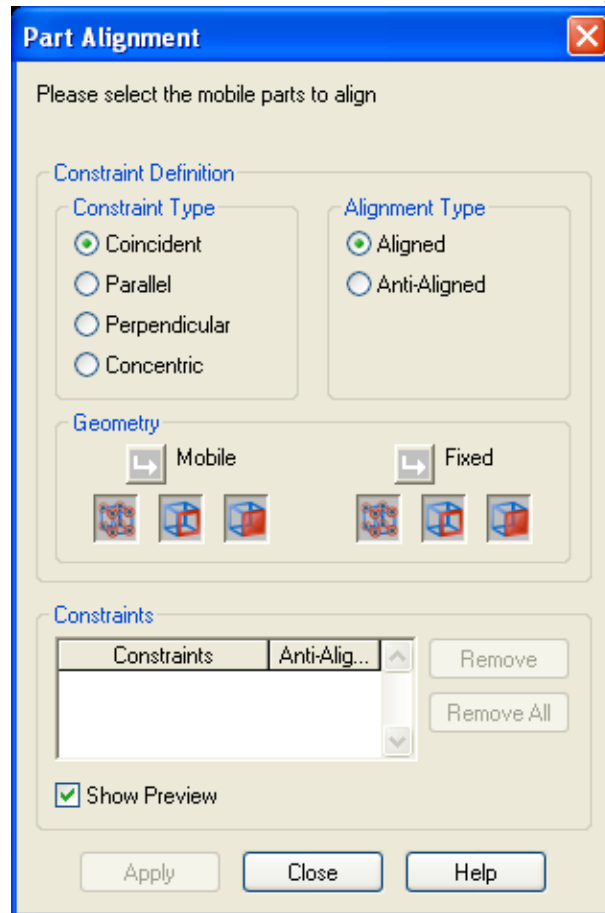 Part Alignment
Please select the mobile parts to align
Constraint Definition
Constraint Type
Coincident
Parallel
Perpendicular
Concentric
Alignment Type
Aligned
Anti-Aligned
Geometry
Mobile
Fixed
Constraints
Constraints Anti-Alig...
Remove
Remove All
Show Preview
Apply Close Help